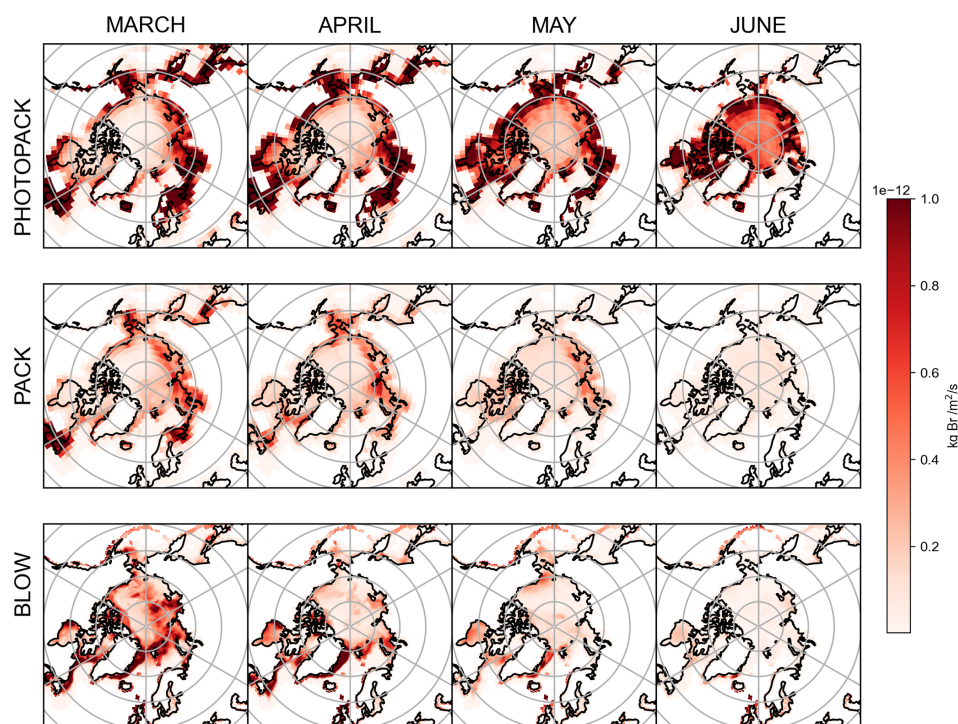 MARCH APRIL MAY JUNE
PHOTOPACK
1e−12
1.0
0.8
PACK
0.6
kg Br /m²/s
0.4
0.2
BLOW